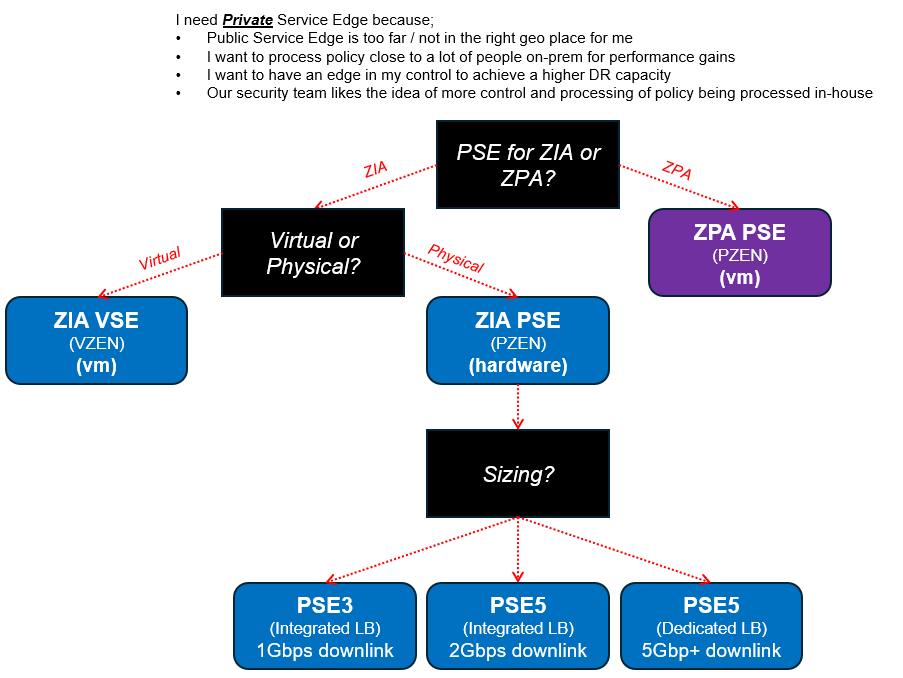 I need Private Service Edge because;
• Public Service Edge is too far / not in the right geo place for me
• I want to process policy close to a lot of people on-prem for performance gains
• I want to have an edge in my control to achieve a higher DR capacity
• Our security team likes the idea of more control and processing of policy being processed in-house
PSE for ZIA or
ZPA?
ZIA
ZPA
Virtual or
Physical?
ZPA PSE
(PZEN)
(vm)
Virtual
Physical
ZIA VSE
(VZEN)
(vm)
ZIA PSE
(PZEN)
(hardware)
Sizing?
PSE3
(Integrated LB)
1Gbps downlink
PSE5
(Integrated LB)
2Gbps downlink
PSE5
(Dedicated LB)
5Gbp+ downlink